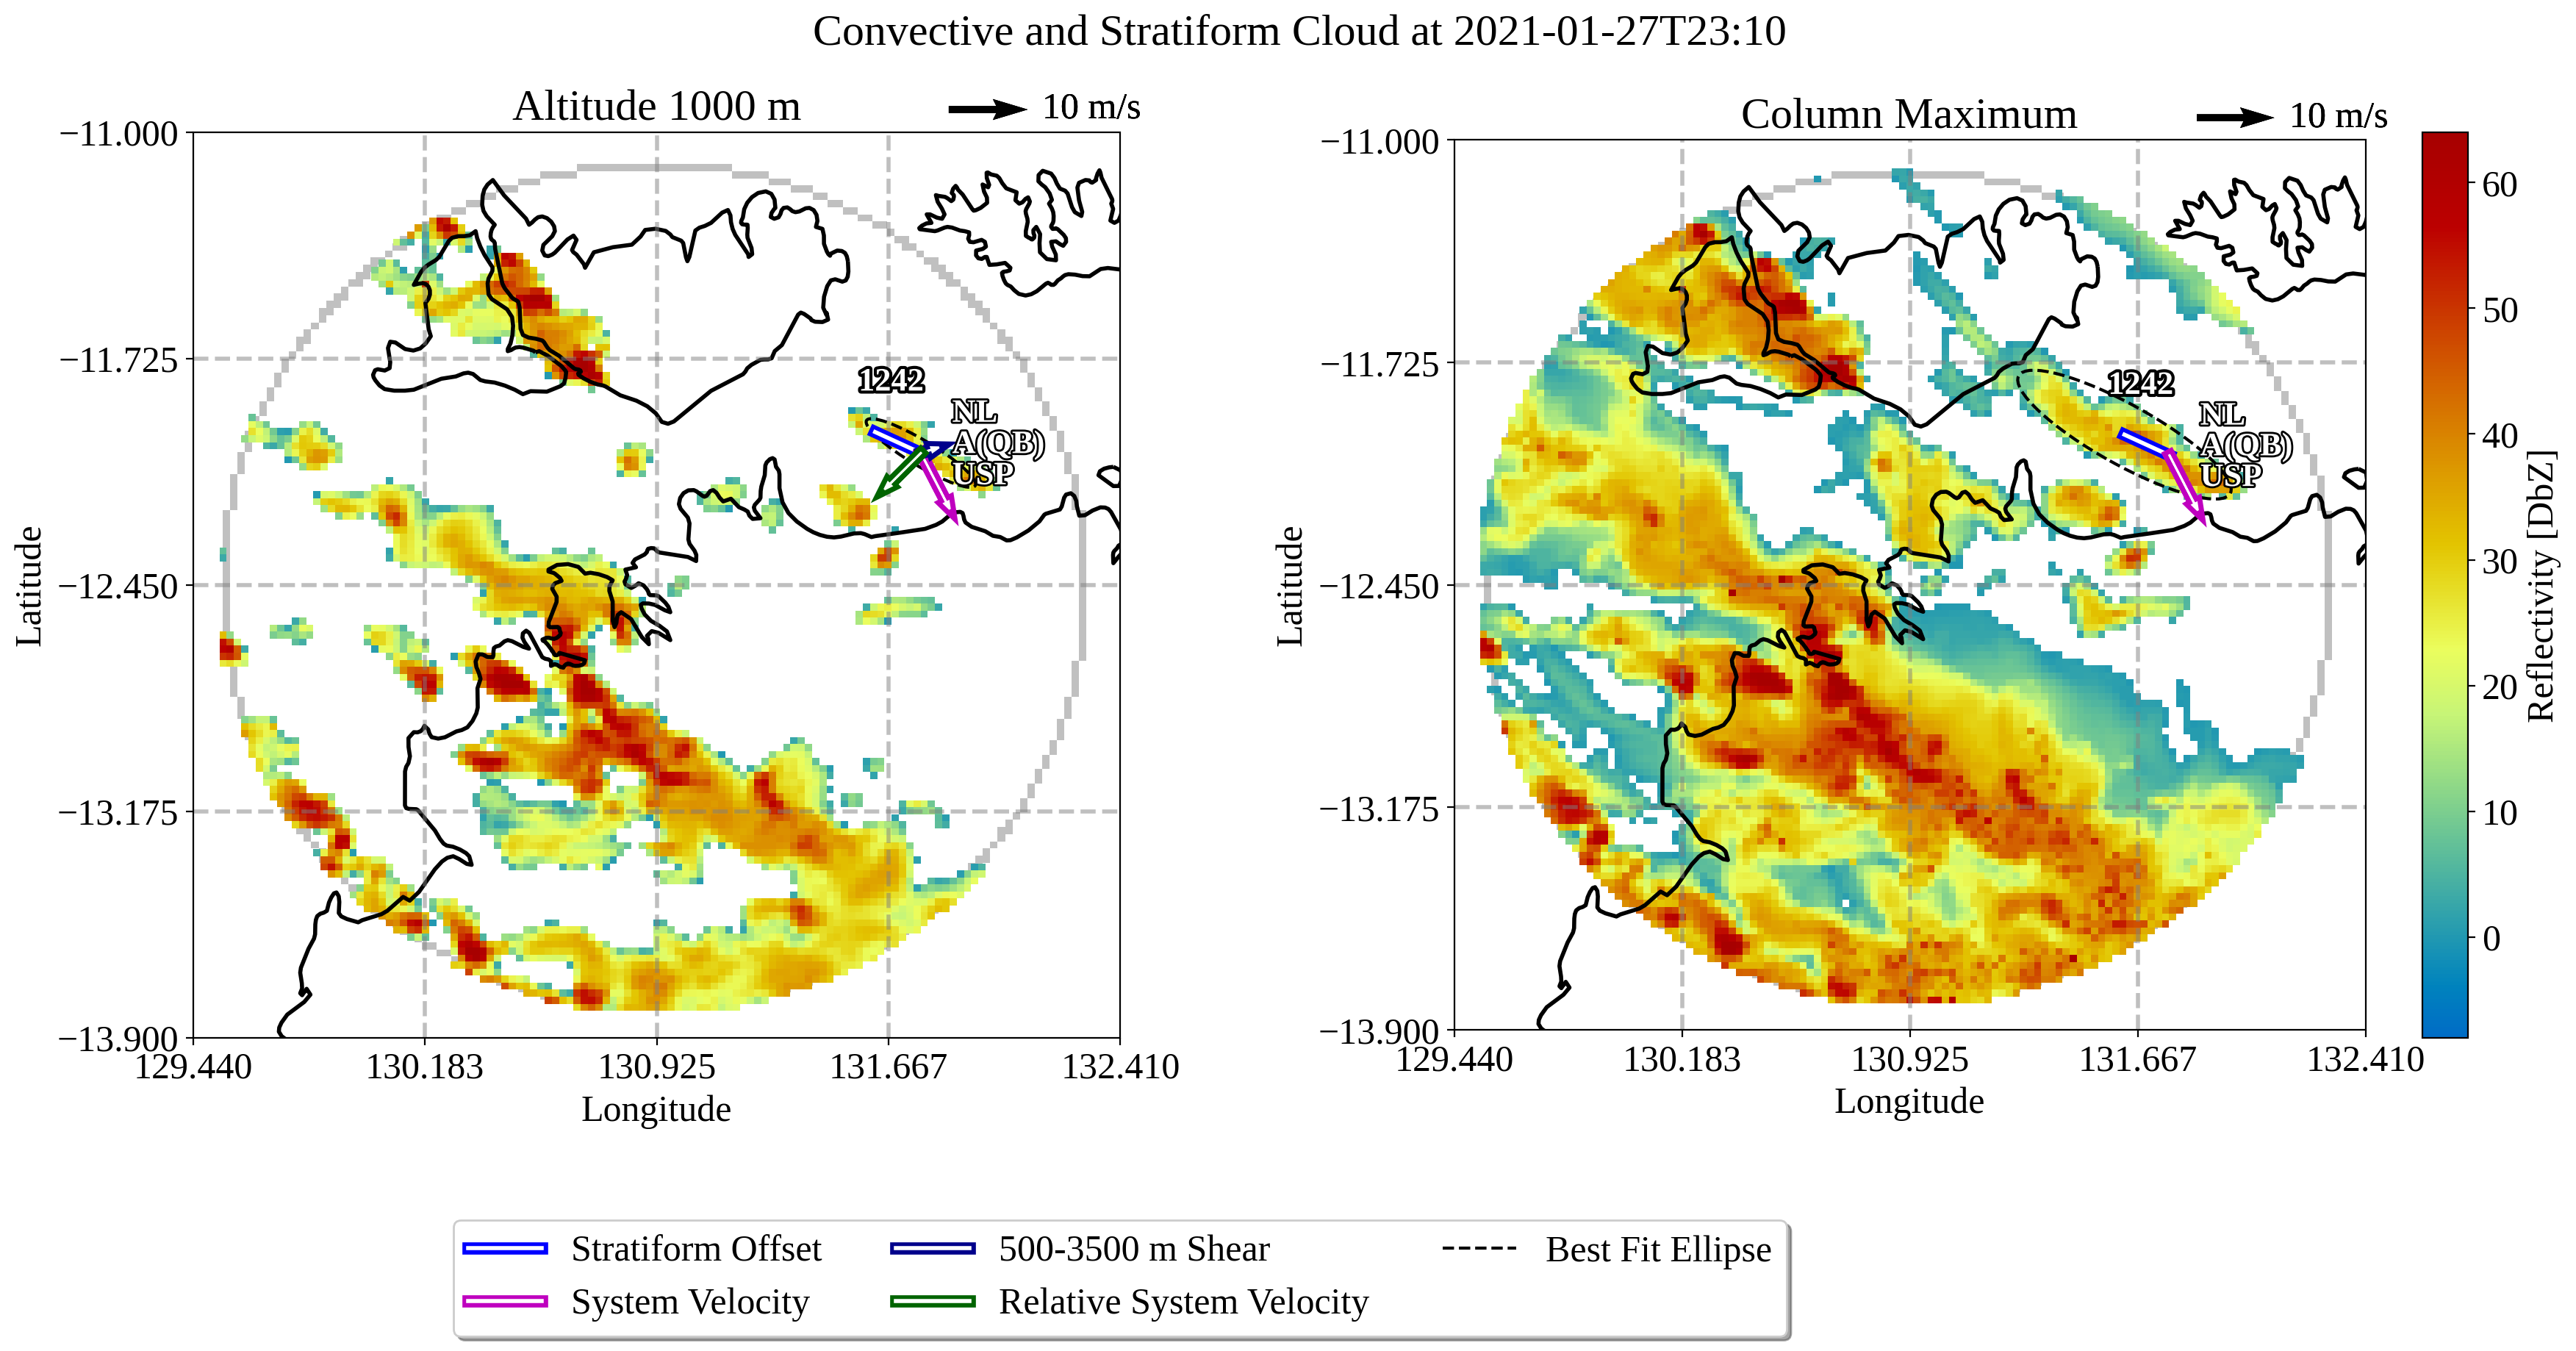 Convective and Stratiform Cloud at 2021-01-27T23:10
Altitude 1000 m
10 m/s
−11.000
−11.725
−12.450
−13.175
−13.900
129.440
130.183
130.925
131.667
132.410
Latitude
Longitude
1242
NL
A(QB)
USP
Column Maximum
10 m/s
−11.000
−11.725
−12.450
−13.175
−13.900
129.440
130.183
130.925
131.667
132.410
Latitude
Longitude
1242
NL
A(QB)
USP
60
50
40
30
20
10
0
Reflectivity [DbZ]
Stratiform Offset
500-3500 m Shear
Best Fit Ellipse
System Velocity
Relative System Velocity